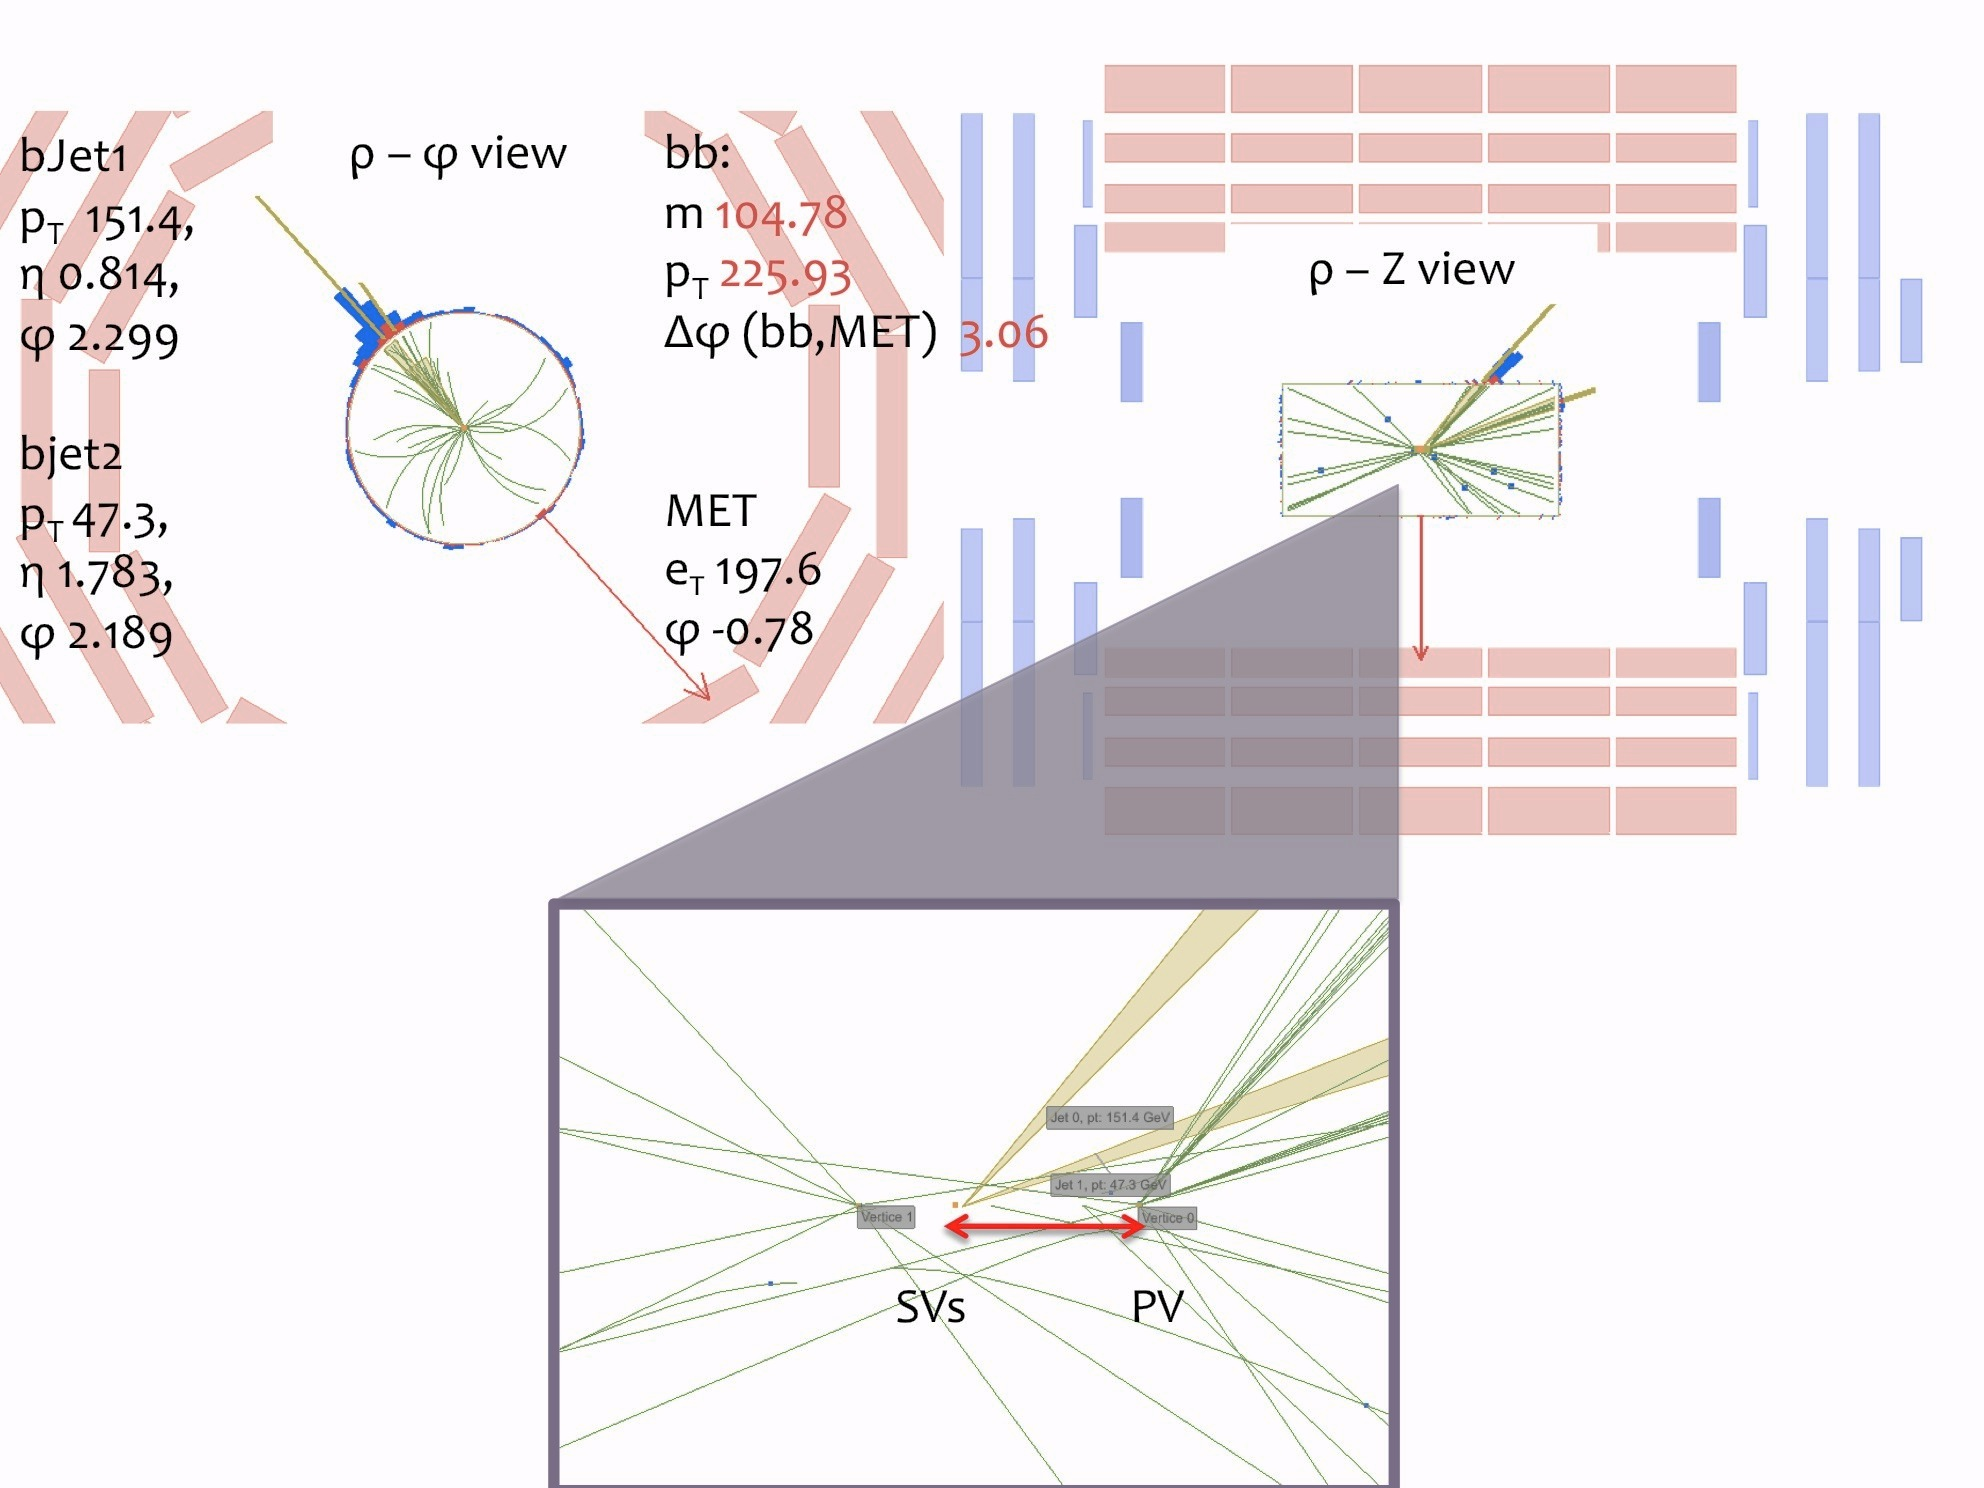 bJet1
pT 151.4,
η 0.814,
φ 2.299
bjet2
pT 47.3,
η 1.783,
φ 2.189
ρ – φ view
bb:
m 104.78
pT 225.93
Δφ (bb,MET) 3.06
MET
eT 197.6
φ -0.78
ρ – Z view
Jet 0, pt: 151.4 GeV
Jet 1, pt: 47.3 GeV
Vertice 1
Vertice 0
SVs
PV